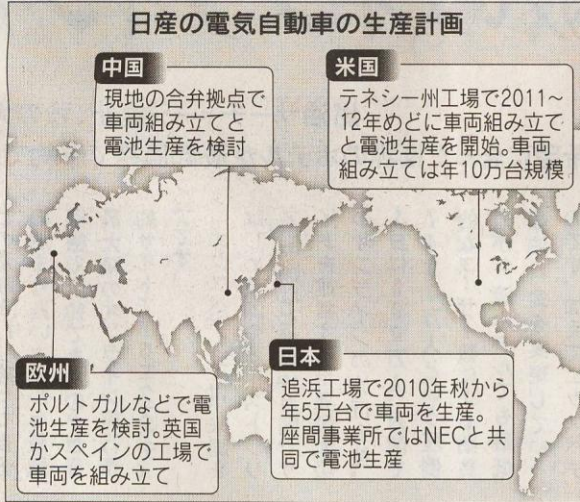 日産の電気自動車の生産計画
中国
現地の合弁拠点で
車両組み立てと
電池生産を検討
米国
テネシー州工場で2011～
12年めどに車両組み立て
と電池生産を開始。車両
組み立ては年10万台規模
欧州
ポルトガルなどで電
池生産を検討。英国
かスペインの工場で
車両を組み立て
日本
追浜工場で2010年秋から
年5万台で車両を生産。
座間事業所ではNECと共
同で電池生産